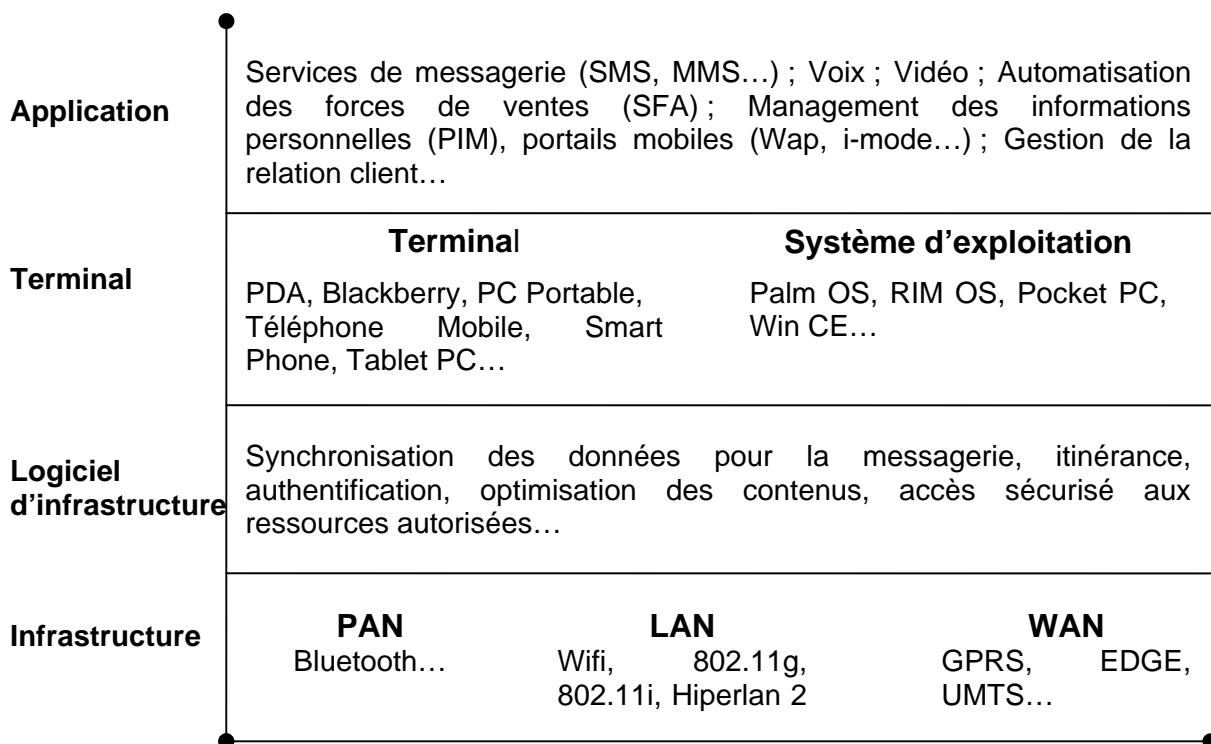 Application
Services de messagerie (SMS, MMS…) ; Voix ; Vidéo ; Automatisation
des forces de ventes (SFA) ; Management des informations
personnelles (PIM), portails mobiles (Wap, i-mode…) ; Gestion de la
relation client…
Terminal
Terminal
PDA, Blackberry, PC Portable,
Téléphone Mobile, Smart
Phone, Tablet PC…
Système d’exploitation
Palm OS, RIM OS, Pocket PC,
Win CE…
Logiciel
d’infrastructure
Synchronisation des données pour la messagerie, itinérance,
authentification, optimisation des contenus, accès sécurisé aux
ressources autorisées…
Infrastructure
PAN
Bluetooth…
LAN
Wifi, 802.11g,
802.11i, Hiperlan 2
WAN
GPRS, EDGE,
UMTS…